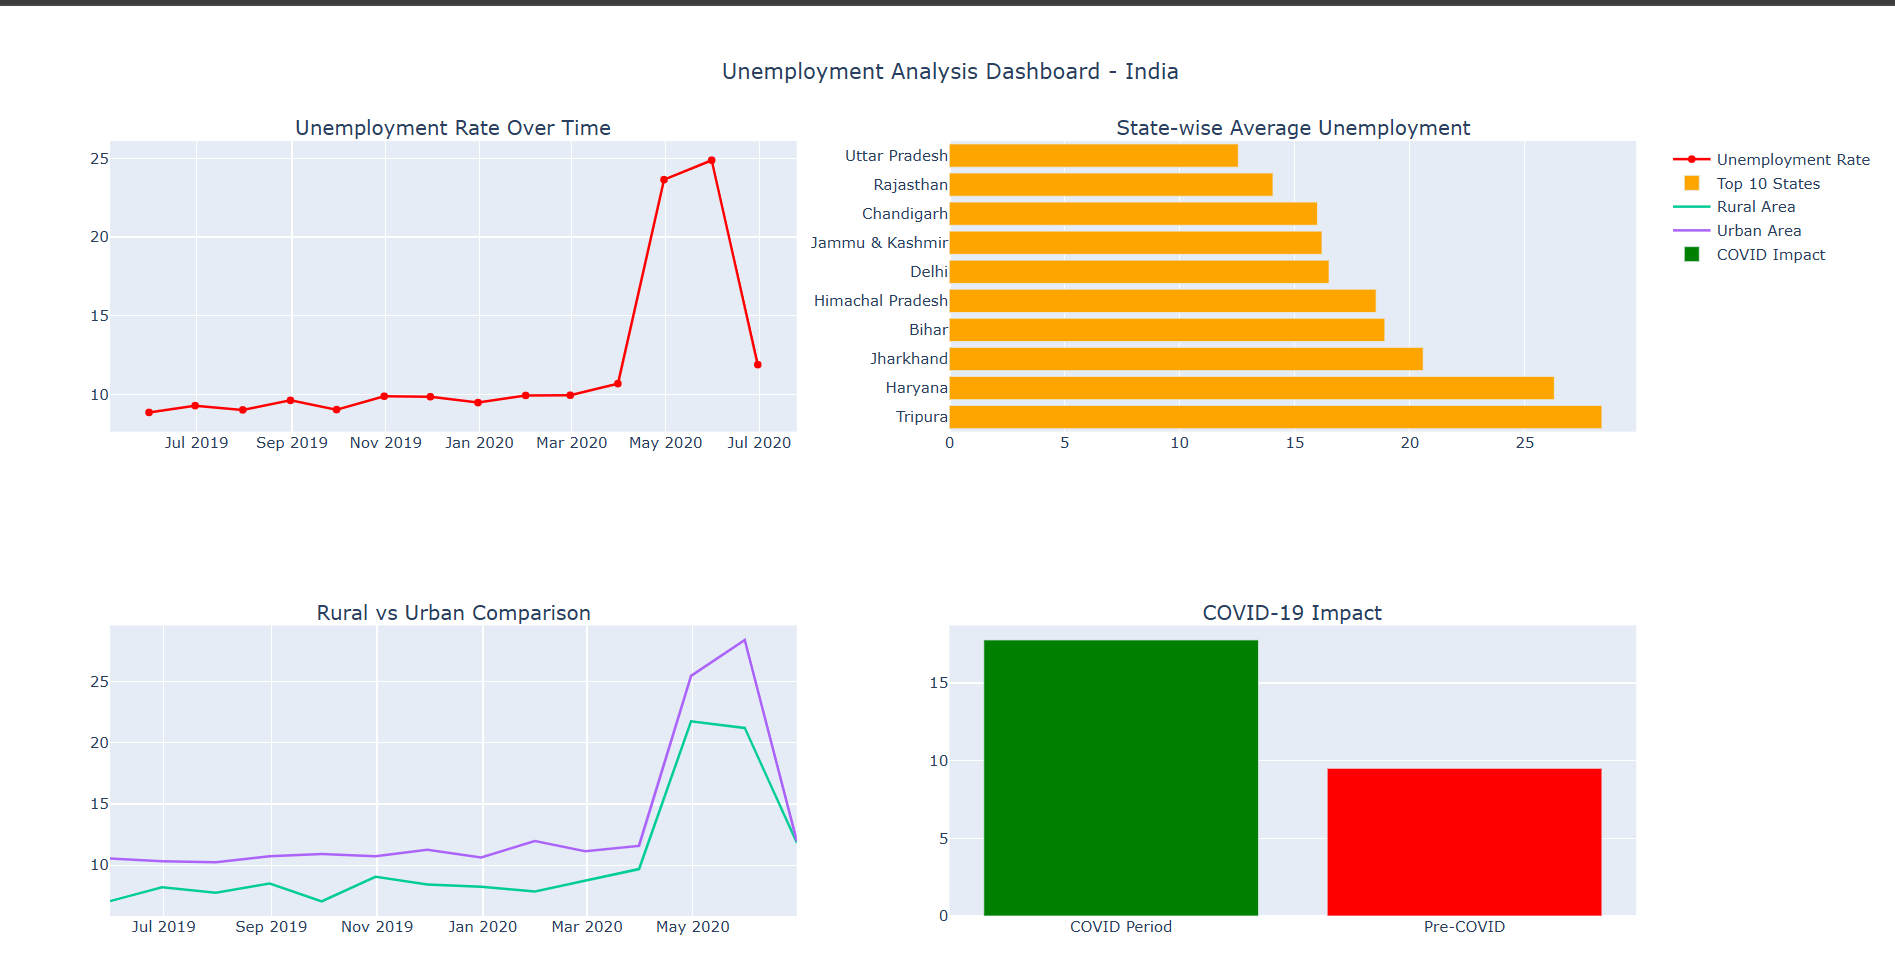 Unemployment Analysis Dashboard - India
Unemployment Rate Over Time
25
20
15
10
Jul 2019 Sep 2019 Nov 2019 Jan 2020 Mar 2020 May 2020 Jul 2020
State-wise Average Unemployment
Uttar Pradesh
Rajasthan
Chandigarh
Jammu & Kashmir
Delhi
Himachal Pradesh
Bihar
Jharkhand
Haryana
Tripura
0 5 10 15 20 25
Unemployment Rate
Top 10 States
Rural Area
Urban Area
COVID Impact
Rural vs Urban Comparison
25
20
15
10
Jul 2019 Sep 2019 Nov 2019 Jan 2020 Mar 2020 May 2020
COVID-19 Impact
15
10
5
0
COVID Period Pre-COVID